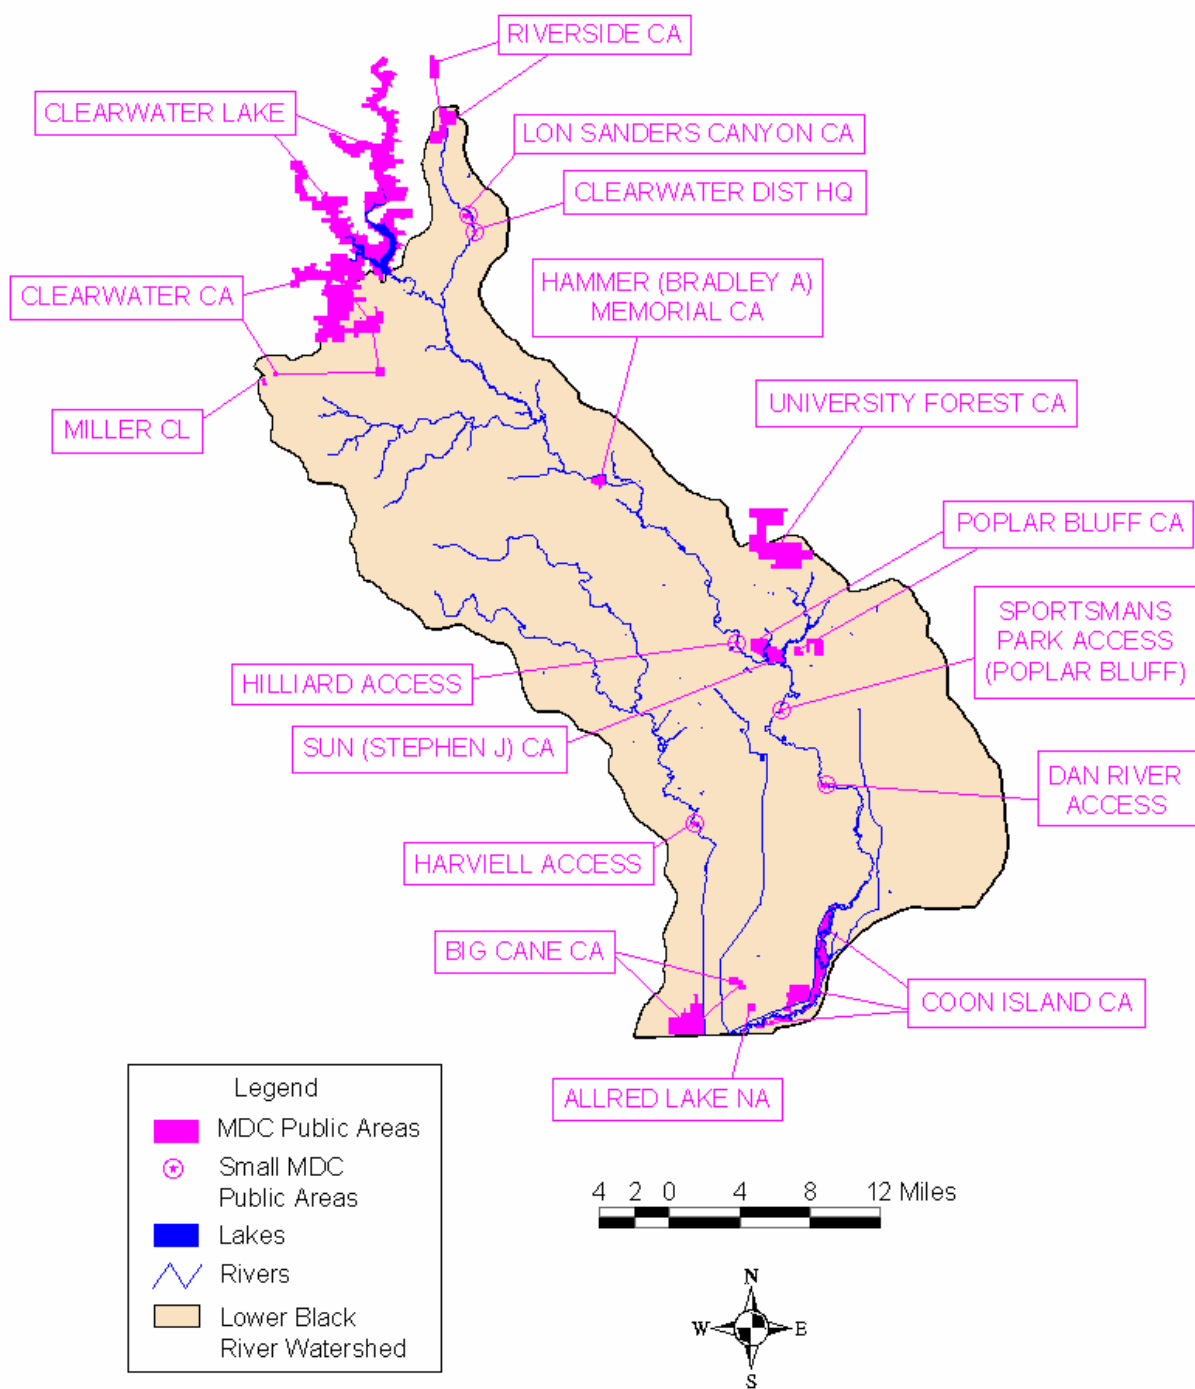 RIVERSIDE CA
CLEARWATER LAKE
LON SANDERS CANYON CA
CLEARWATER DIST HQ
CLEARWATER CA
HAMMER (BRADLEY A)
MEMORIAL CA
MILLER CL
UNIVERSITY FOREST CA
POPLAR BLUFF CA
SPORTSMANS
PARK ACCESS
(POPLAR BLUFF)
HILLIARD ACCESS
SUN (STEPHEN J) CA
DAN RIVER
ACCESS
HARVIELL ACCESS
BIG CANE CA
COON ISLAND CA
ALLRED LAKE NA
Legend
MDC Public Areas
Small MDC
Public Areas
Lakes
Rivers
Lower Black
River Watershed
4 2 0 4 8 12 Miles
N
W E
S